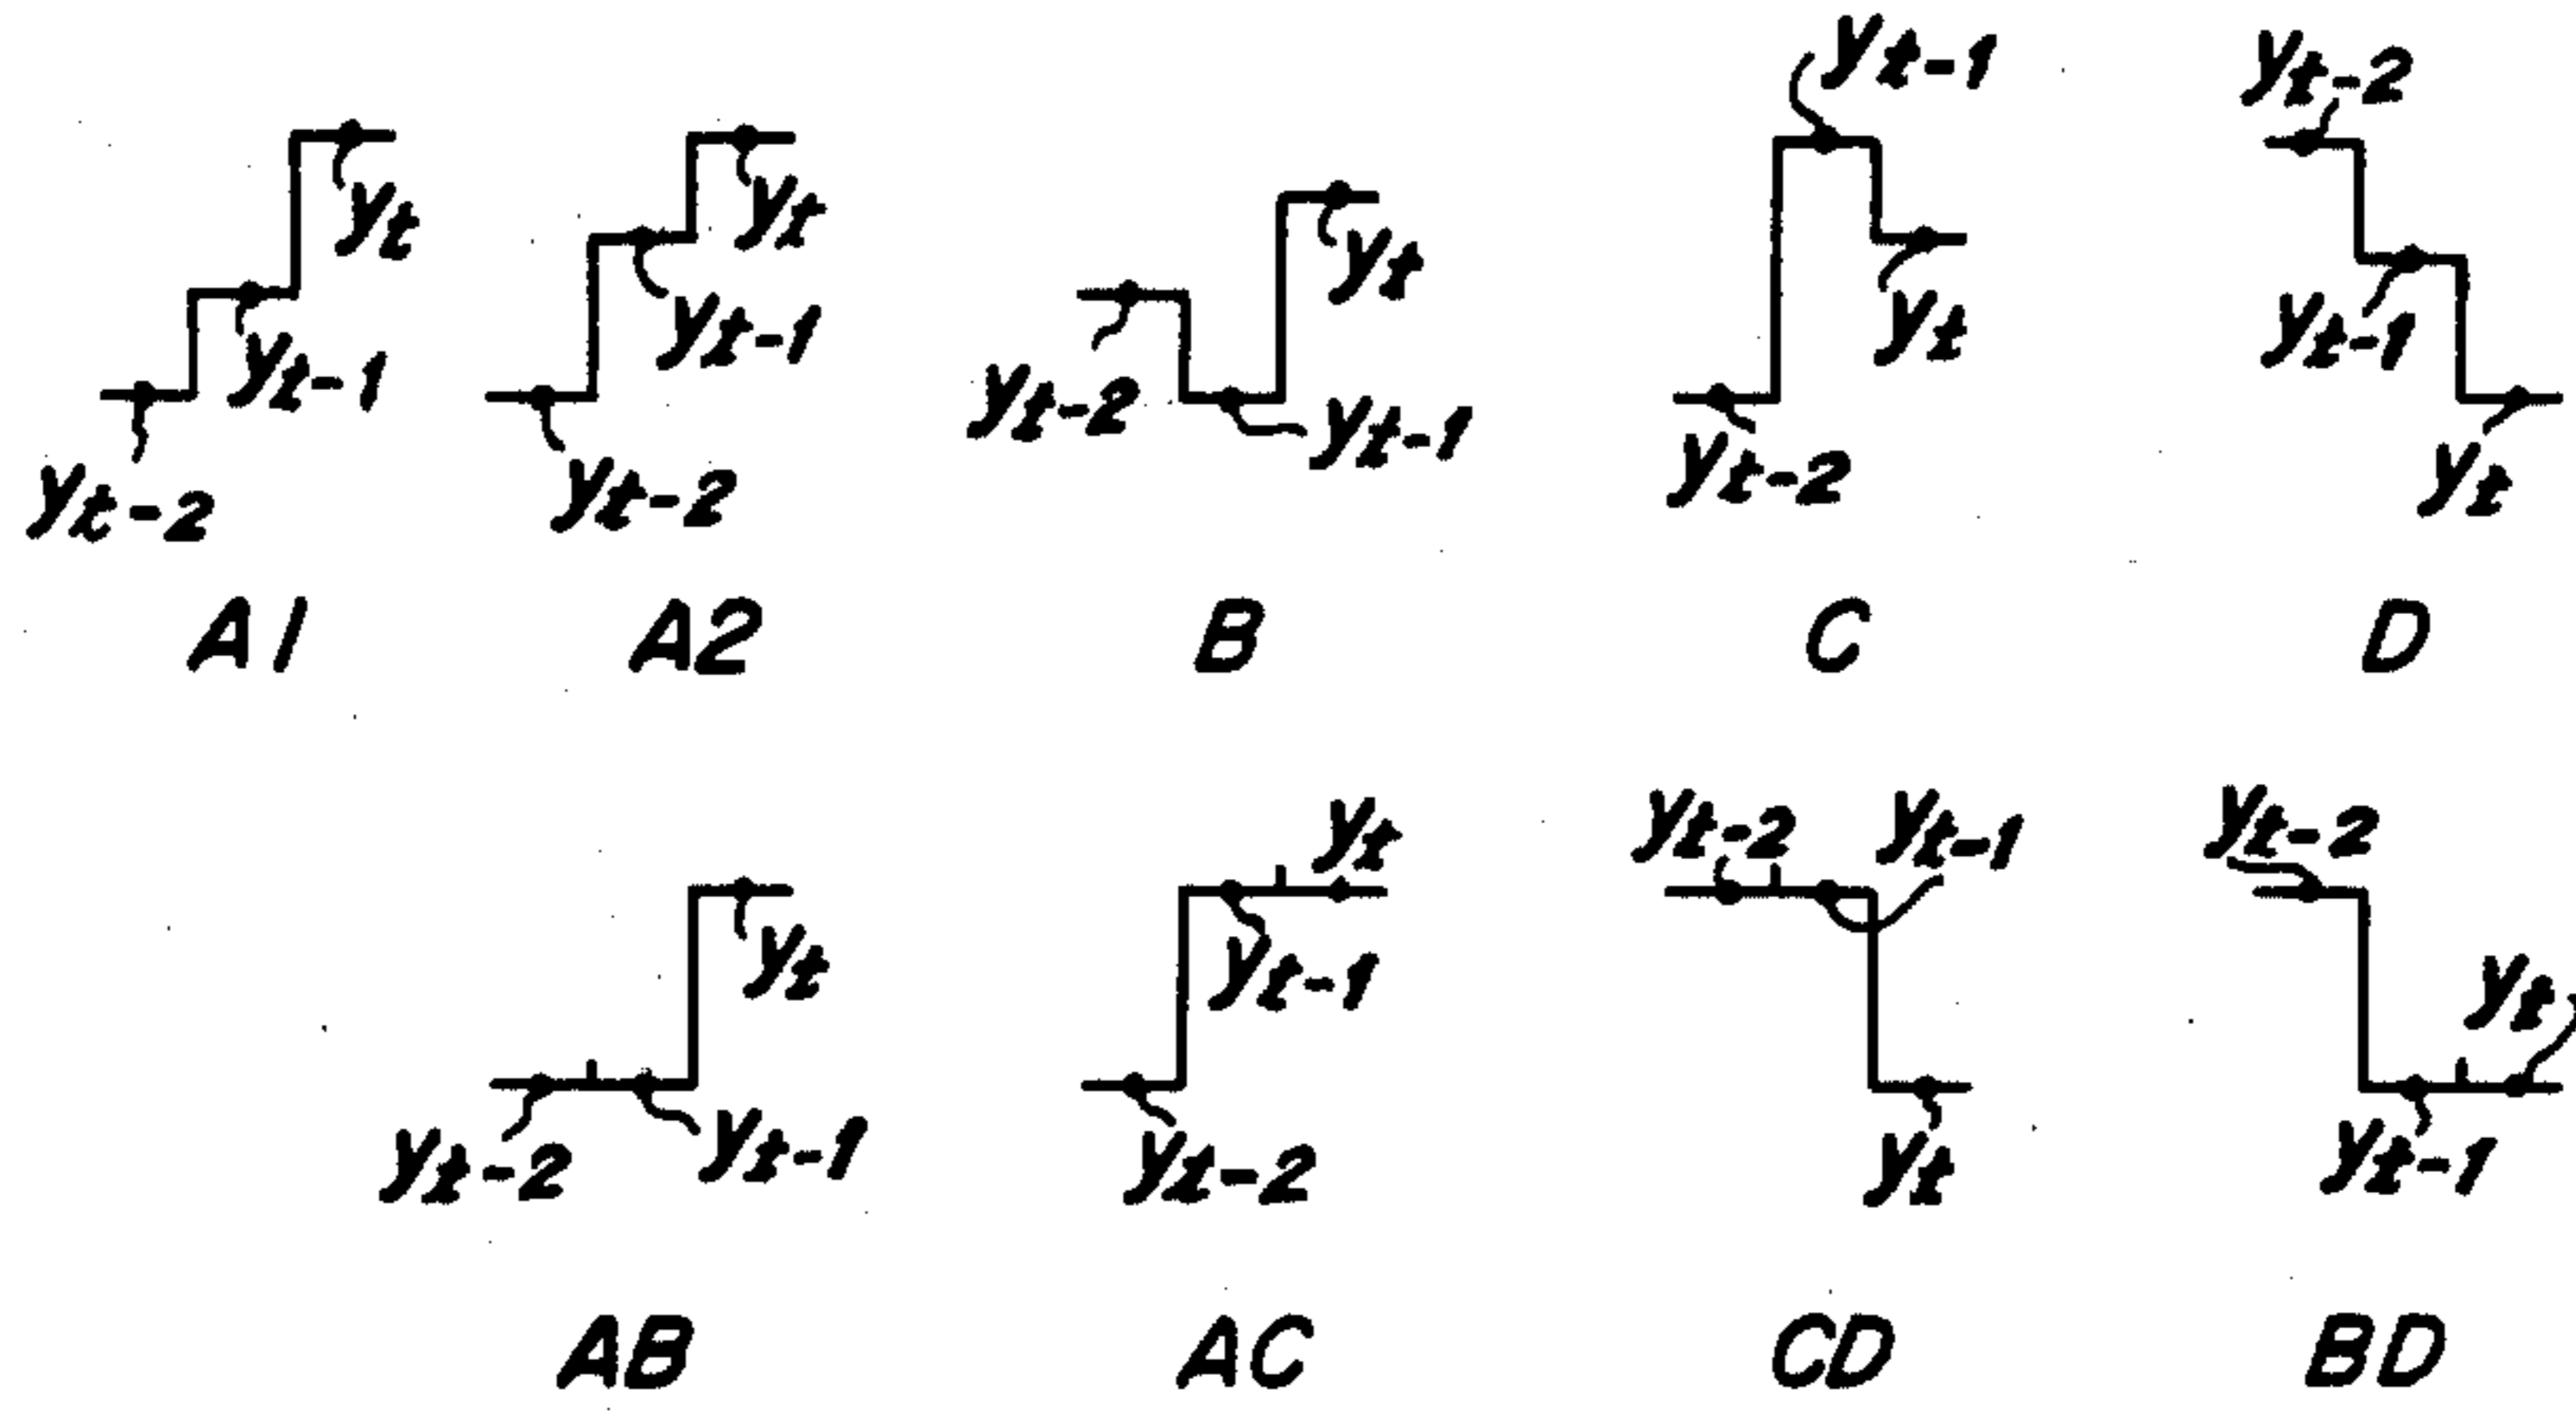 yt yt-1 yt-2
A1
yt yt-1 yt-2
A2
yt-2 yt yt-1
B
yt-1 yt yt-2
C
yt-2 yt-1 yt
D
yt yt-2 yt-1
AB
yt yt-1 yt-2
AC
yt-2 yt-1 yt
CD
yt-2 yt yt-1
BD